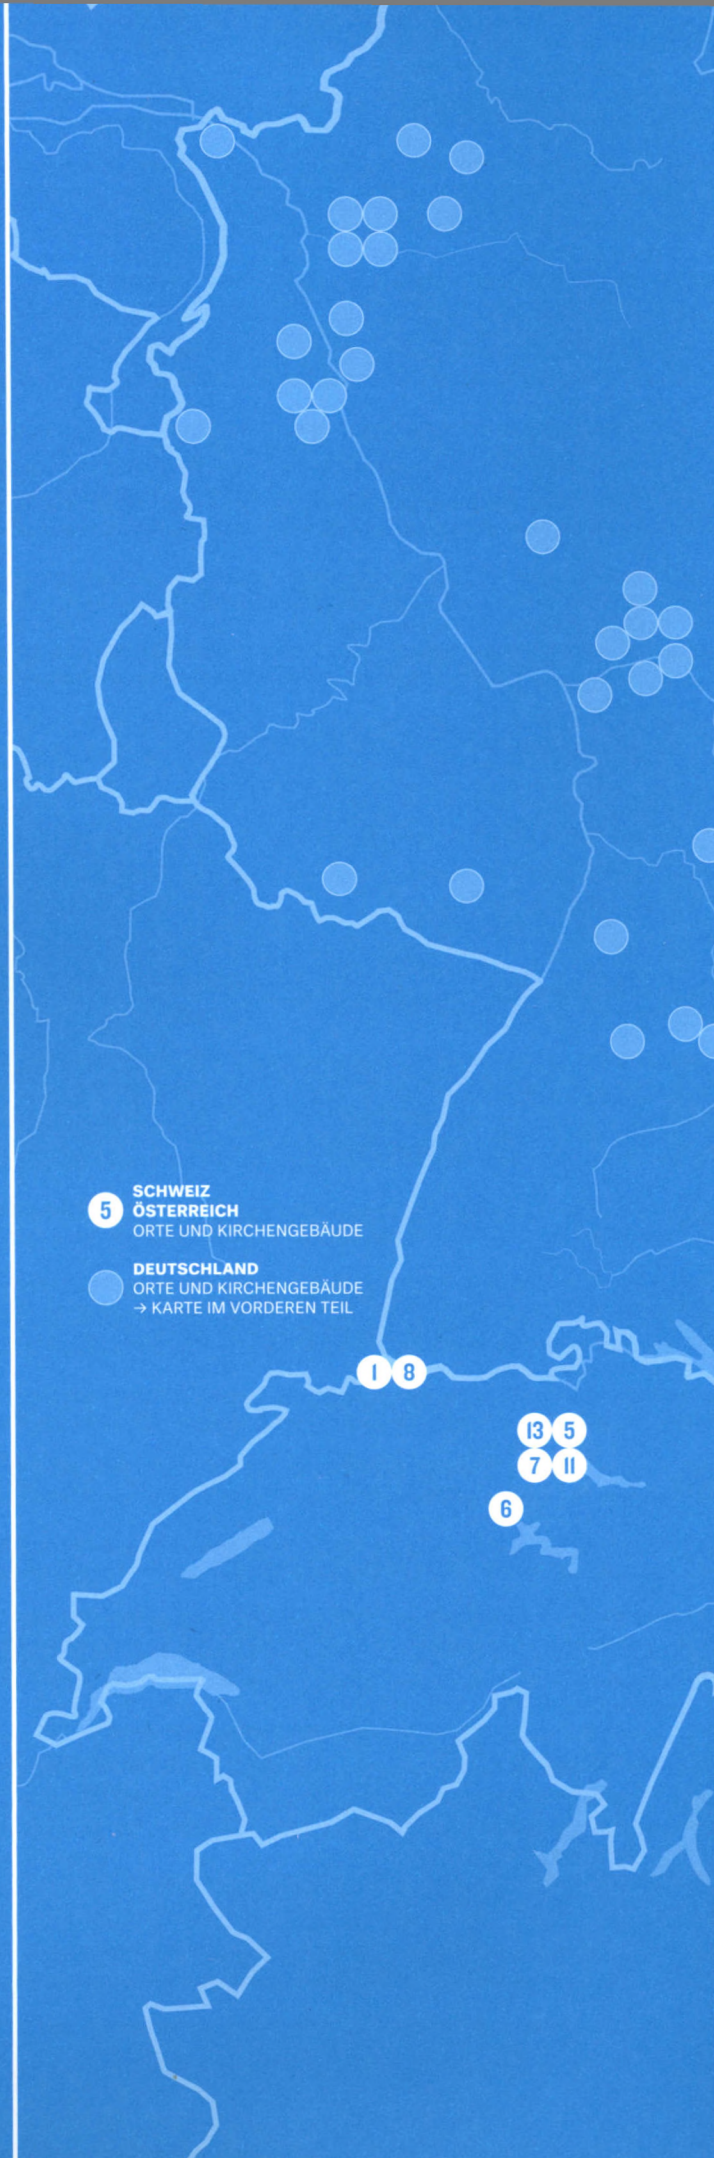 5
SCHWEIZ
ÖSTERREICH
ORTE UND KIRCHENGEBÄUDE
DEUTSCHLAND
ORTE UND KIRCHENGEBÄUDE
→ KARTE IM VORDEREN TEIL
1 8
13 5
7 11
6